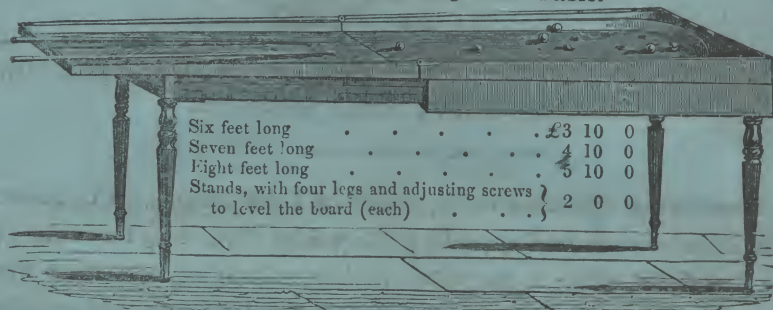 Six feet long . . . . . . £3 10 0
Seven feet long . . . . . . 4 10 0
Eight feet long . . . . . . 5 10 0
Stands, with four legs and adjusting screws } 2 0 0
to level the board (each) . . . }